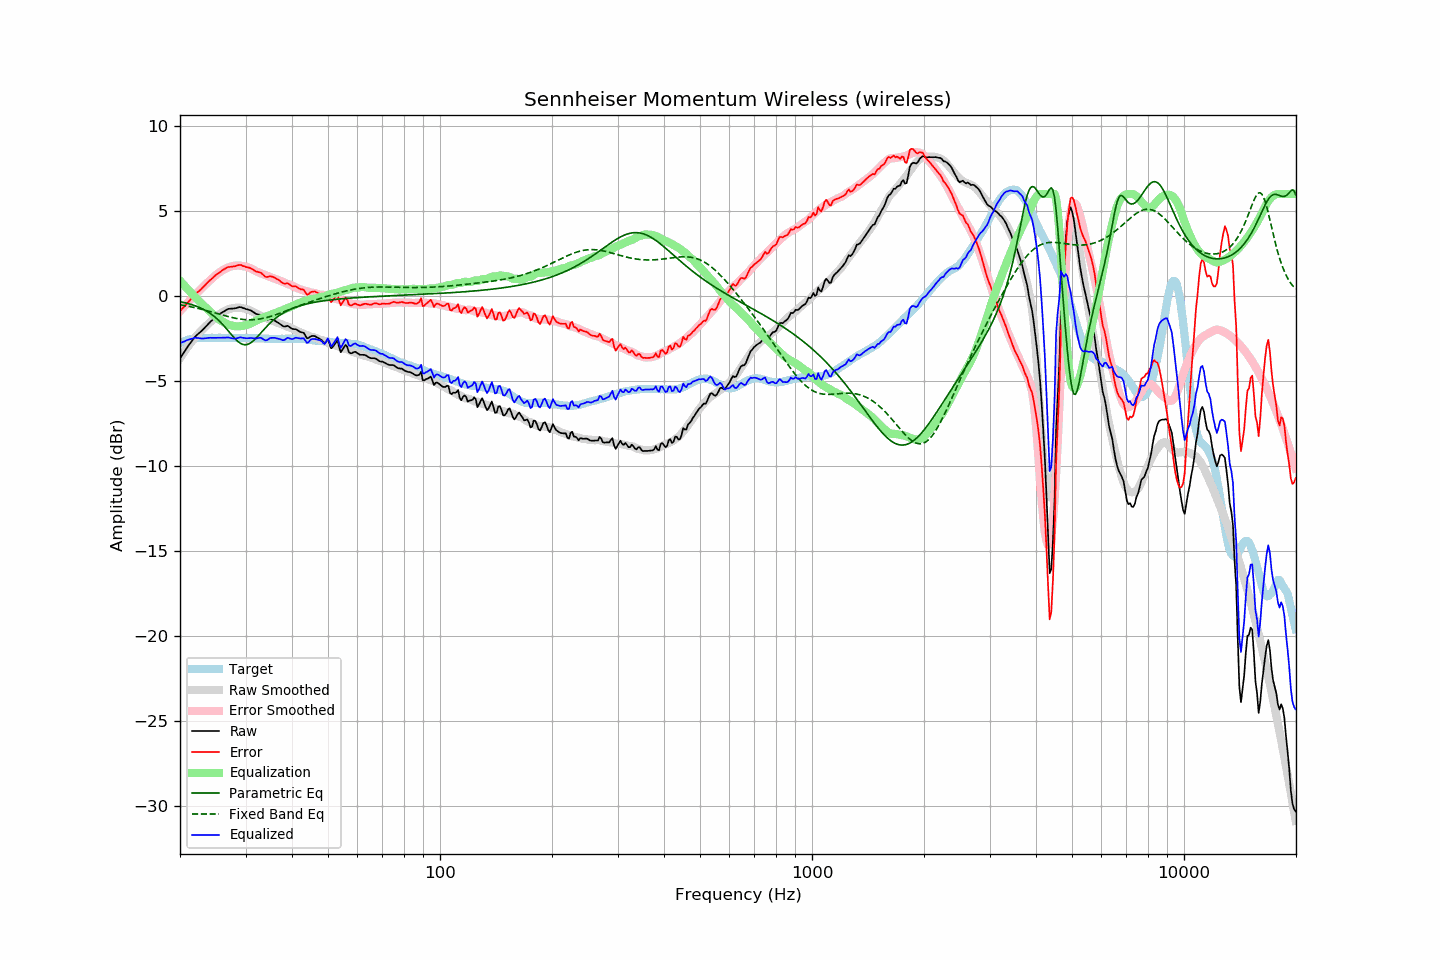 Sennheiser Momentum Wireless (wireless)
10
5
0
−5
−10
−15
−20
−25
−30
Amplitude (dBr)
Target
Raw Smoothed
Error Smoothed
Raw
Error
Equalization
Parametric Eq
Fixed Band Eq
Equalized
100
1000
10000
Frequency (Hz)